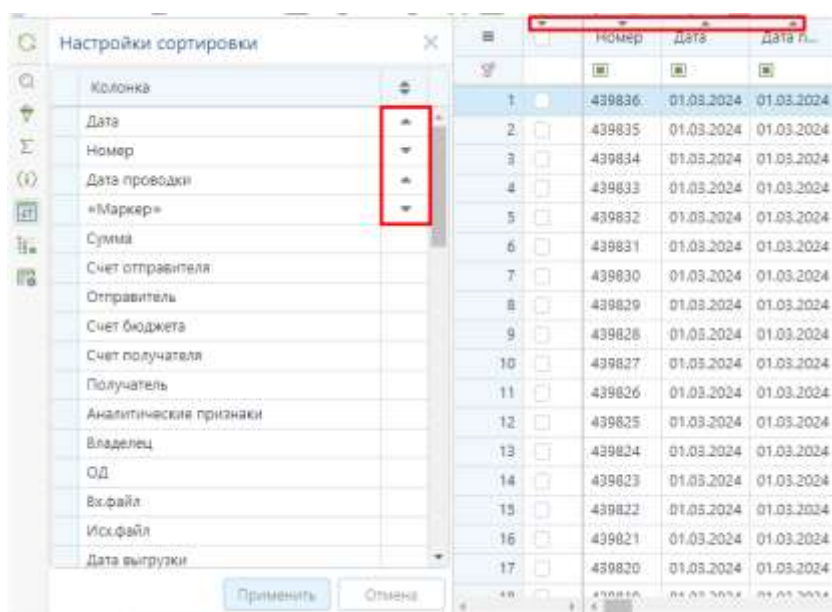 Настройки сортировки
Колонка
Дата
Номер
Дата проводки
«Маркер»
Сумма
Счет отправителя
Отправитель
Счет бюджета
Счет получателя
Получатель
Аналитические признаки
Владелец
ОД
Вх.файл
Исх.файл
Дата выгрузки
Применить Отмена
Номер Дата Дата п...
1 439836 01.03.2024 01.03.2024
2 439835 01.03.2024 01.03.2024
3 439834 01.03.2024 01.03.2024
4 439833 01.03.2024 01.03.2024
5 439832 01.03.2024 01.03.2024
6 439831 01.03.2024 01.03.2024
7 439830 01.03.2024 01.03.2024
8 439829 01.03.2024 01.03.2024
9 439828 01.03.2024 01.03.2024
10 439827 01.03.2024 01.03.2024
11 439826 01.03.2024 01.03.2024
12 439825 01.03.2024 01.03.2024
13 439824 01.03.2024 01.03.2024
14 439823 01.03.2024 01.03.2024
15 439822 01.03.2024 01.03.2024
16 439821 01.03.2024 01.03.2024
17 439820 01.03.2024 01.03.2024